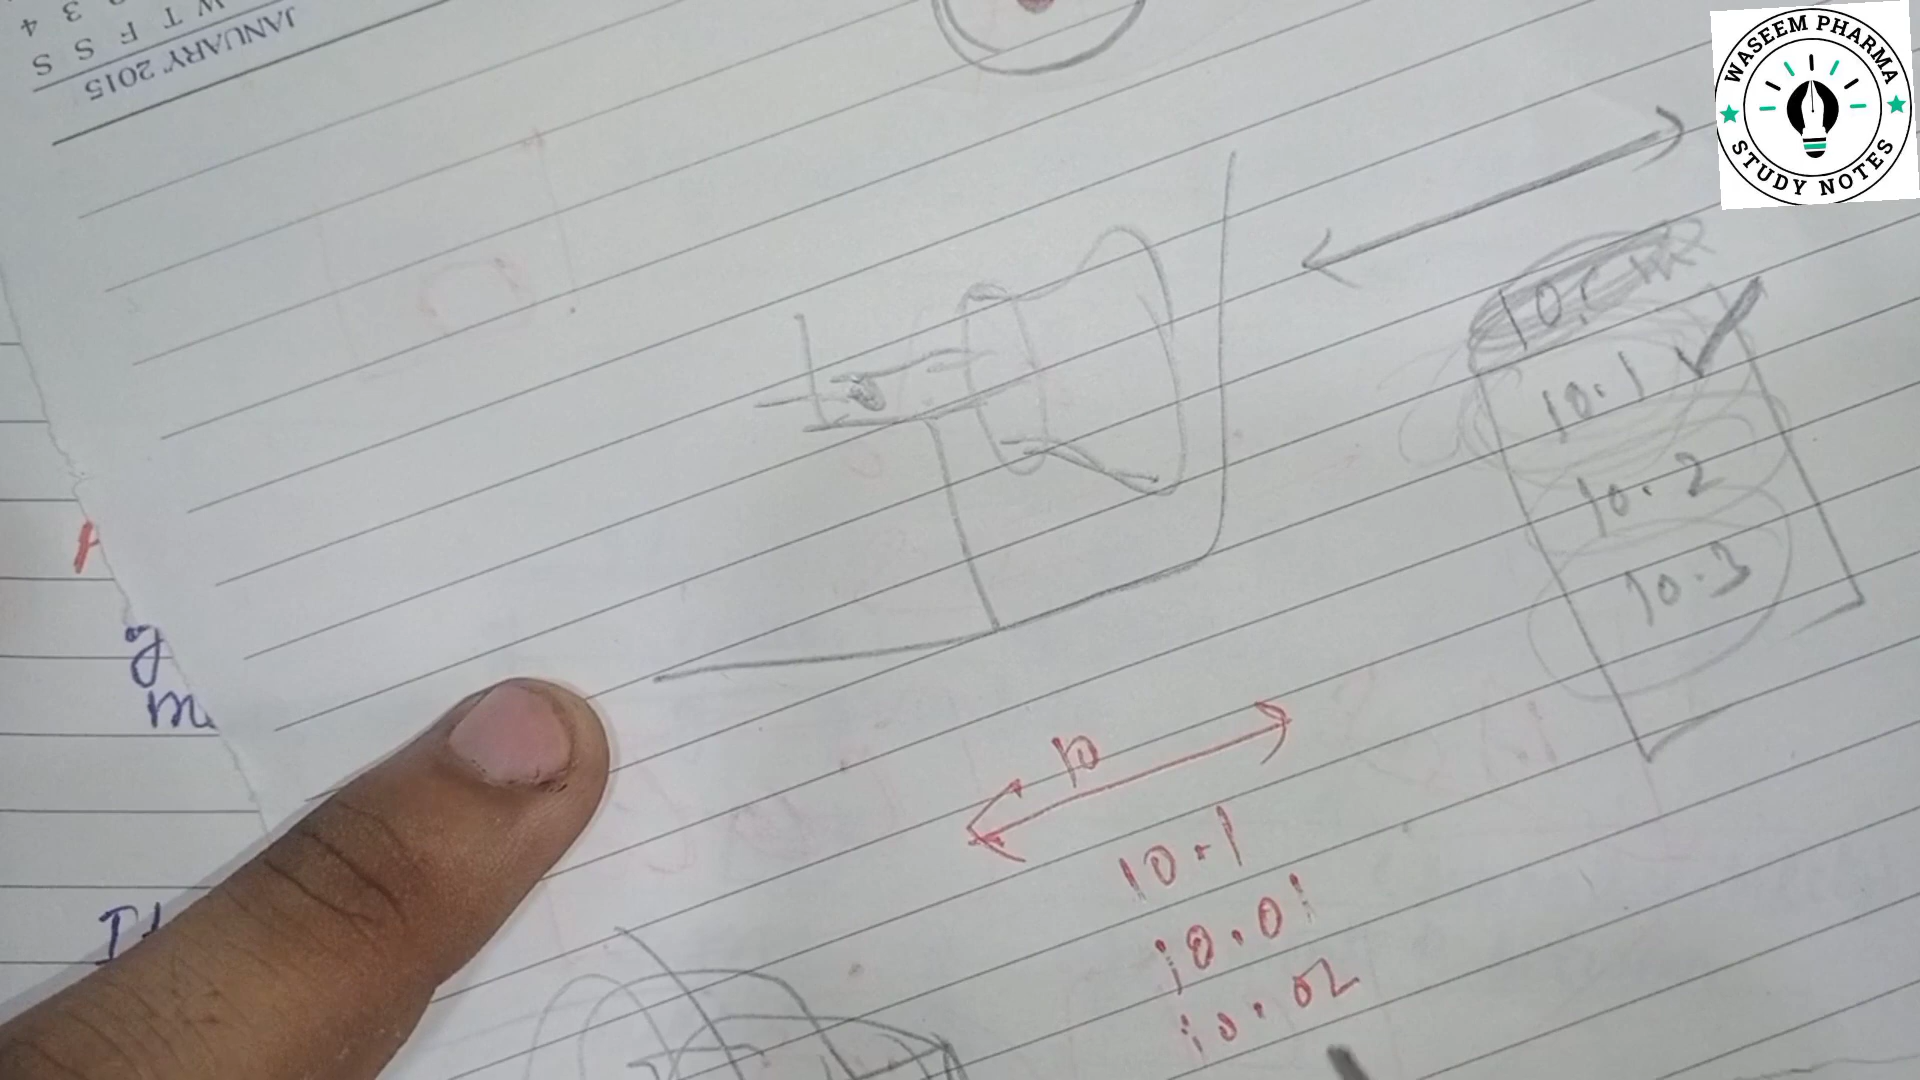 JANUARY 2015
W T F S S
3 4
WASEEM PHARMA
STUDY NOTES
10.1
10.2
10.3
10
10.1
10.01
10.02